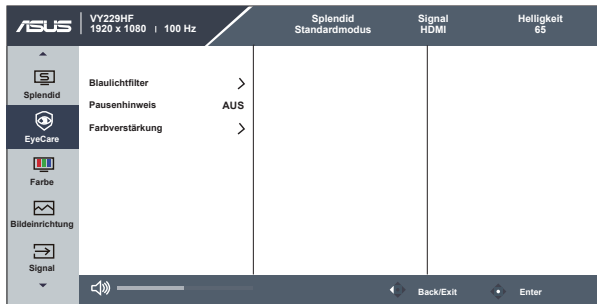 ASUS
VY229HF
1920 x 1080 | 100 Hz
Splendid
Standardmodus
Signal
HDMI
Helligkeit
65
Splendid
EyeCare
Farbe
Bildeinrichtung
Signal
Blaulichtfilter
Pausenhinweis AUS
Farbverstärkung
Back/Exit
Enter